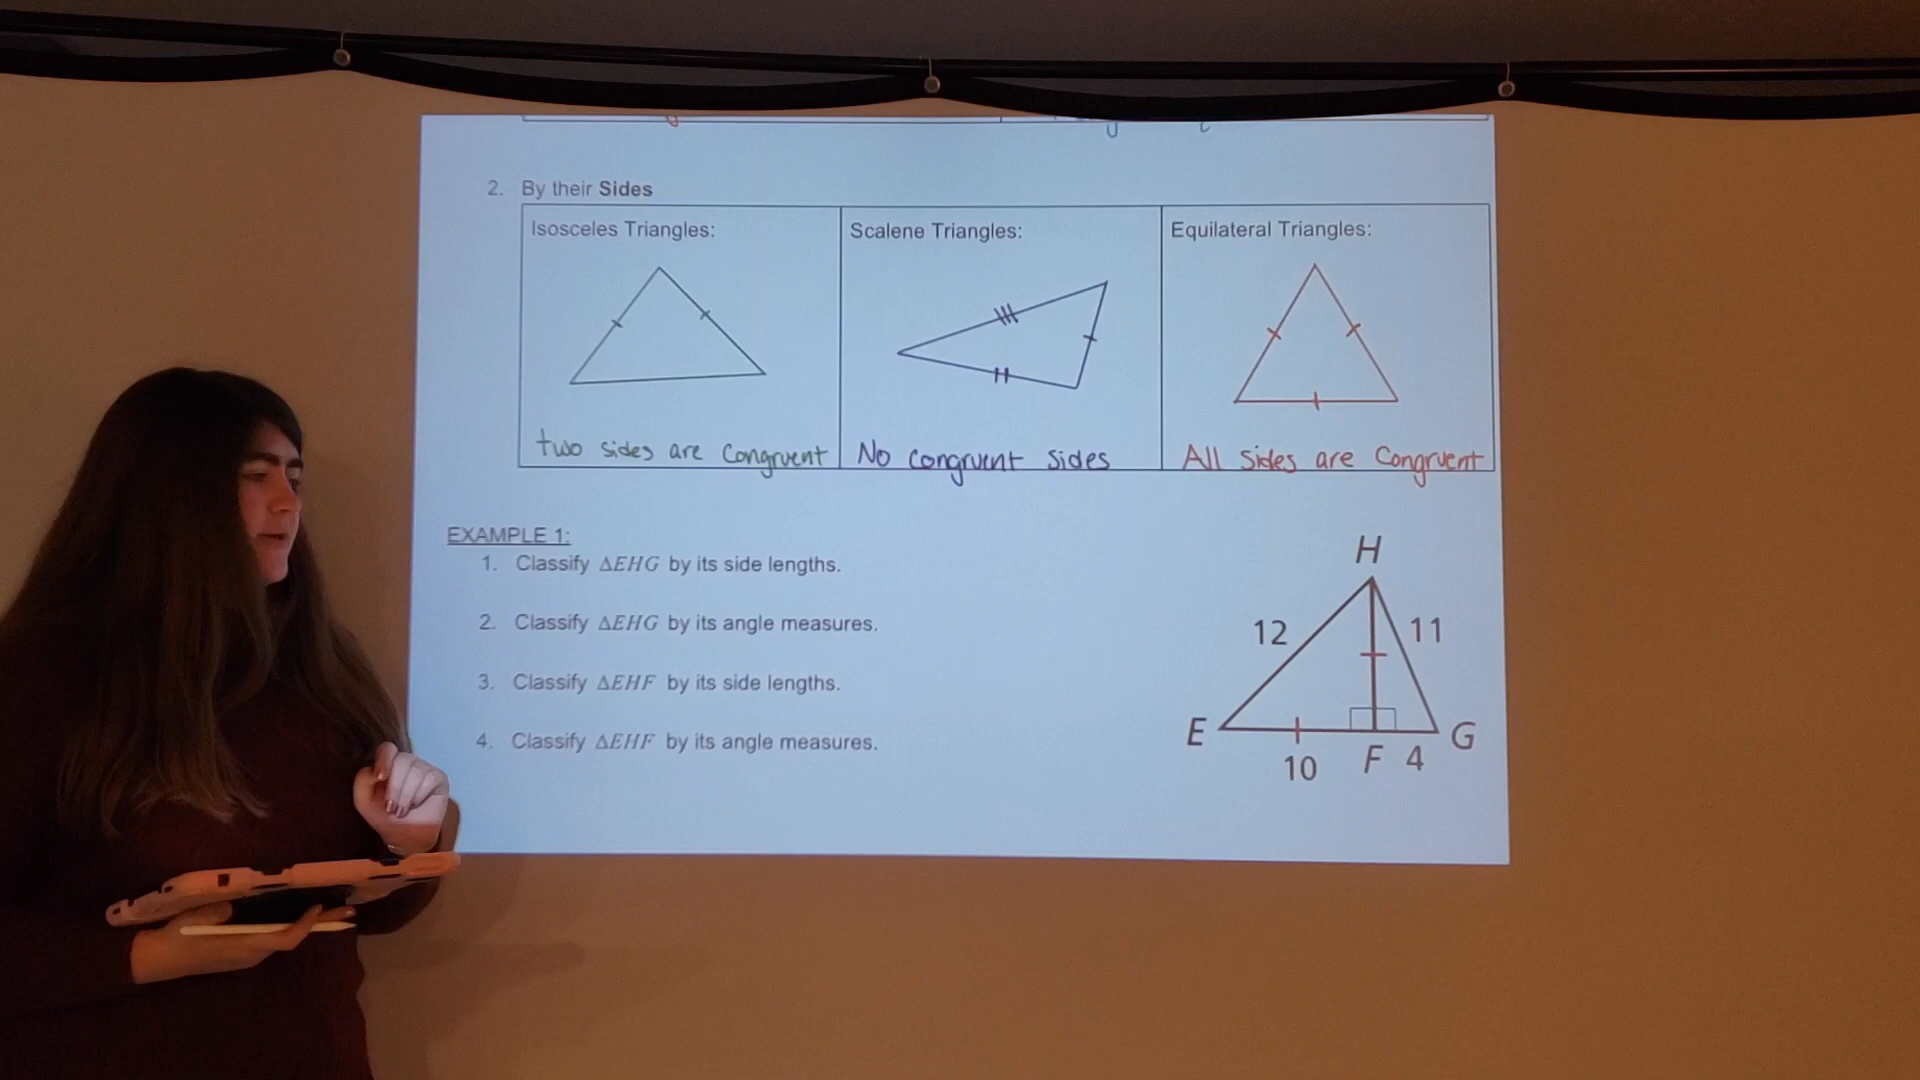 2. By their Sides
Isosceles Triangles:
Scalene Triangles:
Equilateral Triangles:
two sides are congruent
No congruent sides
All sides are congruent
EXAMPLE 1:
1. Classify ΔEHG by its side lengths.
2. Classify ΔEHG by its angle measures.
3. Classify ΔEHF by its side lengths.
4. Classify ΔEHF by its angle measures.
H
12
11
E
G
10
F
4